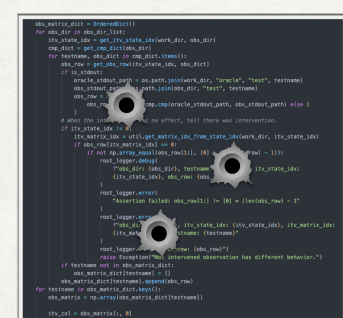 obs_matrix_dict = OrderedDict()
for obs_dir in obs_dir_list:
itv_state_idx = get_itv_state_idx(work_dir, obs_dir)
cmp_dict = get_cmp_dict(obs_dir)
for testname, obs_dict in cmp_dict.items():
obs_row = get_obs_row(itv_state_idx, obs_dict)
if is_stdout:
oracle_stdout_path = os.path.join(work_dir, "oracle", "test", testname)
obs_stdout_path = os.path.join(obs_dir, "test", testname)
obs_row =
obs_row cmp.cmp(oracle_stdout_path, obs_stdout_path) else 1
)
# When the no effect, tell there was intervention.
if itv_state_idx != 0:
itv_matrix_idx = util.get_matrix_idx_from_state_idx(work_dir, itv_state_idx)
if obs_row[itv_matrix_idx] == 0:
if not np.array_equal(obs_row[1:], [0] - 1)):
root_logger.debug(
f"obs_dir: {obs_dir}, testname itv_state_idx:
{itv_state_idx}, obs_row: {obs
)
root_logger.error(
"Assertion failed: obs_row[1:] != [0] * (len(obs_row) - 1"
)
root_logger.error(
f"obs_d itv_state_idx: {itv_state_idx}, itv_matrix_idx:
{itv_ma testname: {testname}"
)
root_logger. row: {obs_row}")
raise Exception("Not intervened observation has different behavior.")
if testname not in obs_matrix_dict:
obs_matrix_dict[testname] = []
obs_matrix_dict[testname].append(obs_row)
for testname in obs_matrix_dict.keys():
obs_matrix = np.array(obs_matrix_dict[testname])
itv_col = obs_matrix[:, 0]